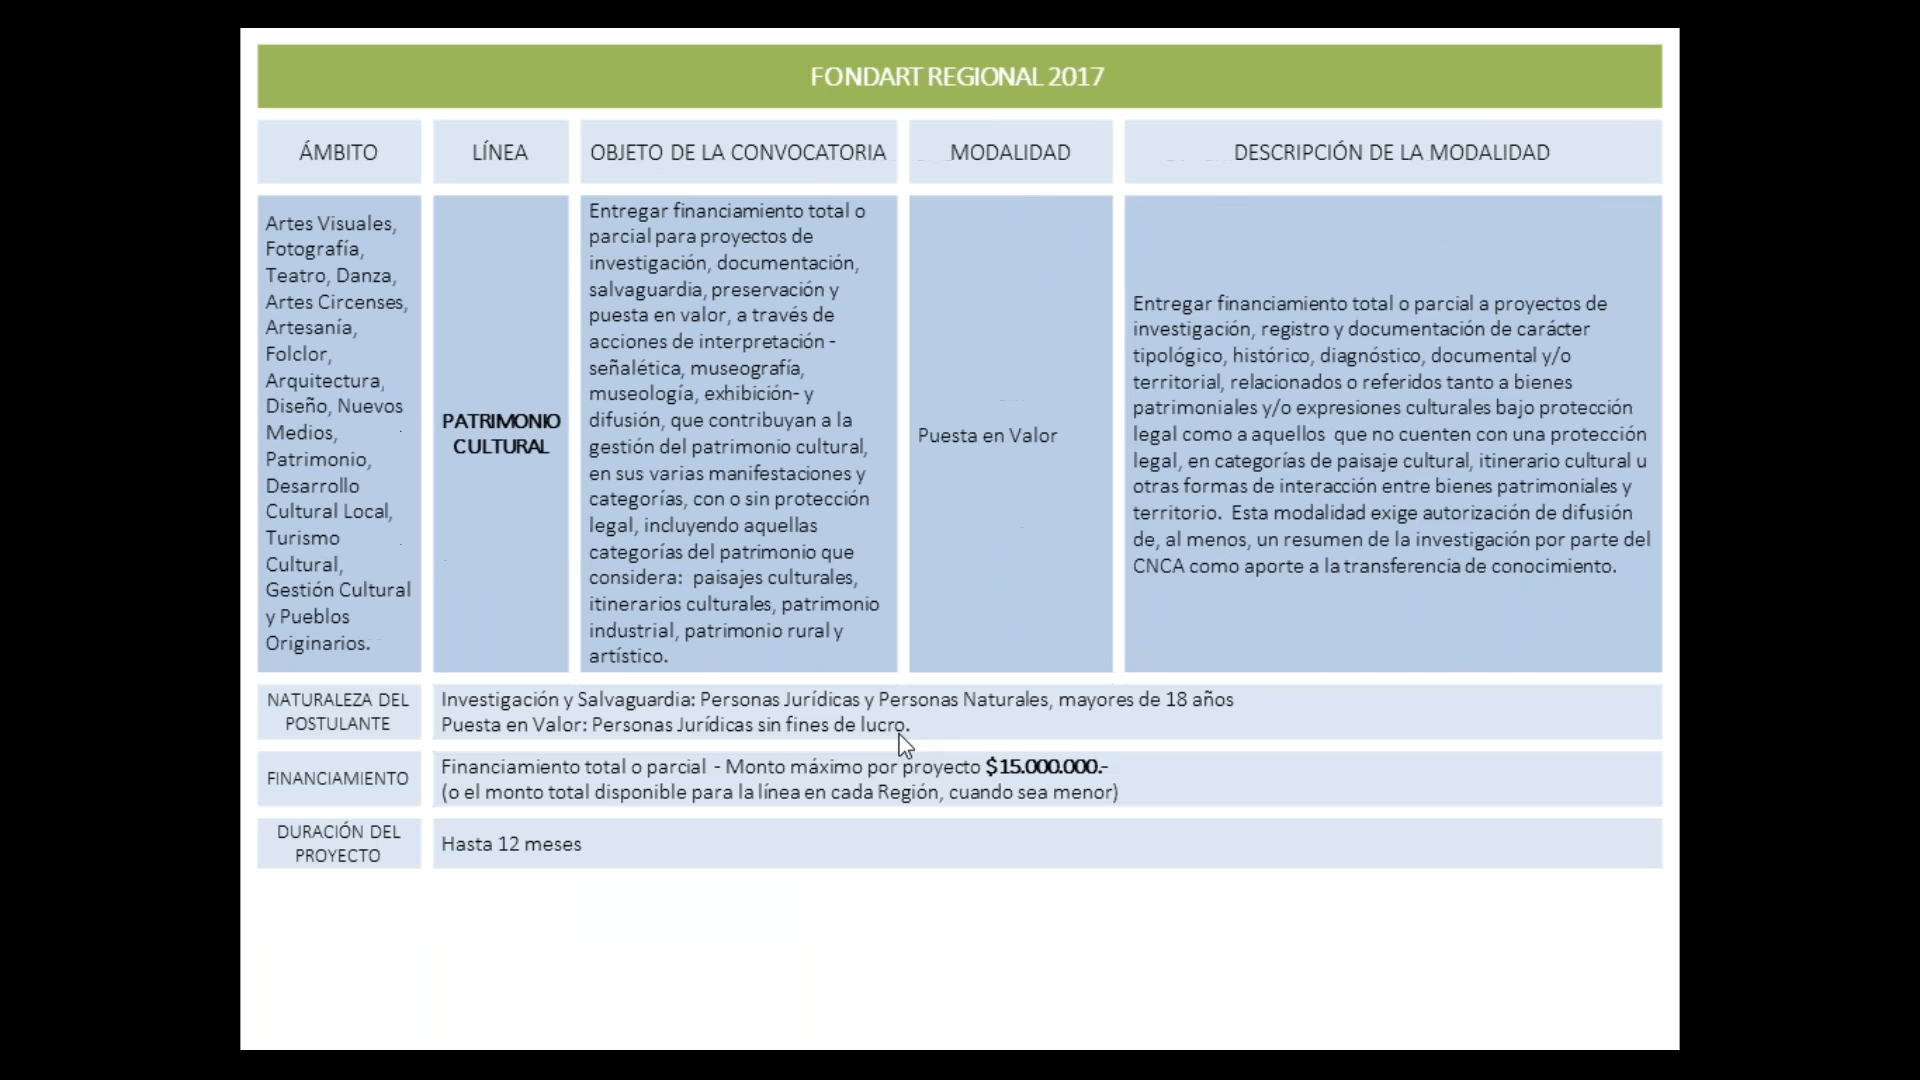 FONDART REGIONAL 2017
ÁMBITO
LÍNEA
OBJETO DE LA CONVOCATORIA
MODALIDAD
DESCRIPCIÓN DE LA MODALIDAD
Artes Visuales,
Fotografía,
Teatro, Danza,
Artes Circenses,
Artesanía,
Folclor,
Arquitectura,
Diseño, Nuevos
Medios,
Patrimonio,
Desarrollo
Cultural Local,
Turismo
Cultural,
Gestión Cultural
y Pueblos
Originarios.
PATRIMONIO
CULTURAL
Entregar financiamiento total o
parcial para proyectos de
investigación, documentación,
salvaguardia, preservación y
puesta en valor, a través de
acciones de interpretación -
señalética, museografía,
museología, exhibición- y
difusión, que contribuyan a la
gestión del patrimonio cultural,
en sus varias manifestaciones y
categorías, con o sin protección
legal, incluyendo aquellas
categorías del patrimonio que
considera: paisajes culturales,
itinerarios culturales, patrimonio
industrial, patrimonio rural y
artístico.
Puesta en Valor
Entregar financiamiento total o parcial a proyectos de
investigación, registro y documentación de carácter
tipológico, histórico, diagnóstico, documental y/o
territorial, relacionados o referidos tanto a bienes
patrimoniales y/o expresiones culturales bajo protección
legal como a aquellos que no cuenten con una protección
legal, en categorías de paisaje cultural, itinerario cultural u
otras formas de interacción entre bienes patrimoniales y
territorio. Esta modalidad exige autorización de difusión
de, al menos, un resumen de la investigación por parte del
CNCA como aporte a la transferencia de conocimiento.
NATURALEZA DEL
POSTULANTE
Investigación y Salvaguardia: Personas Jurídicas y Personas Naturales, mayores de 18 años
Puesta en Valor: Personas Jurídicas sin fines de lucro.
FINANCIAMIENTO
Financiamiento total o parcial - Monto máximo por proyecto $15.000.000.-
(o el monto total disponible para la línea en cada Región, cuando sea menor)
DURACIÓN DEL
PROYECTO
Hasta 12 meses